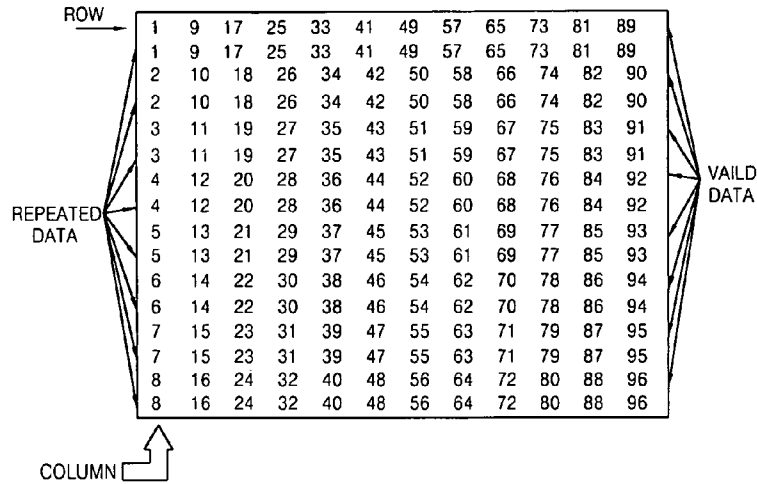 ROW
1 9 17 25 33 41 49 57 65 73 81 89
1 9 17 25 33 41 49 57 65 73 81 89
2 10 18 26 34 42 50 58 66 74 82 90
2 10 18 26 34 42 50 58 66 74 82 90
3 11 19 27 35 43 51 59 67 75 83 91
3 11 19 27 35 43 51 59 67 75 83 91
4 12 20 28 36 44 52 60 68 76 84 92
4 12 20 28 36 44 52 60 68 76 84 92
5 13 21 29 37 45 53 61 69 77 85 93
5 13 21 29 37 45 53 61 69 77 85 93
6 14 22 30 38 46 54 62 70 78 86 94
6 14 22 30 38 46 54 62 70 78 86 94
7 15 23 31 39 47 55 63 71 79 87 95
7 15 23 31 39 47 55 63 71 79 87 95
8 16 24 32 40 48 56 64 72 80 88 96
8 16 24 32 40 48 56 64 72 80 88 96
REPEATED
DATA
VAILD
DATA
COLUMN